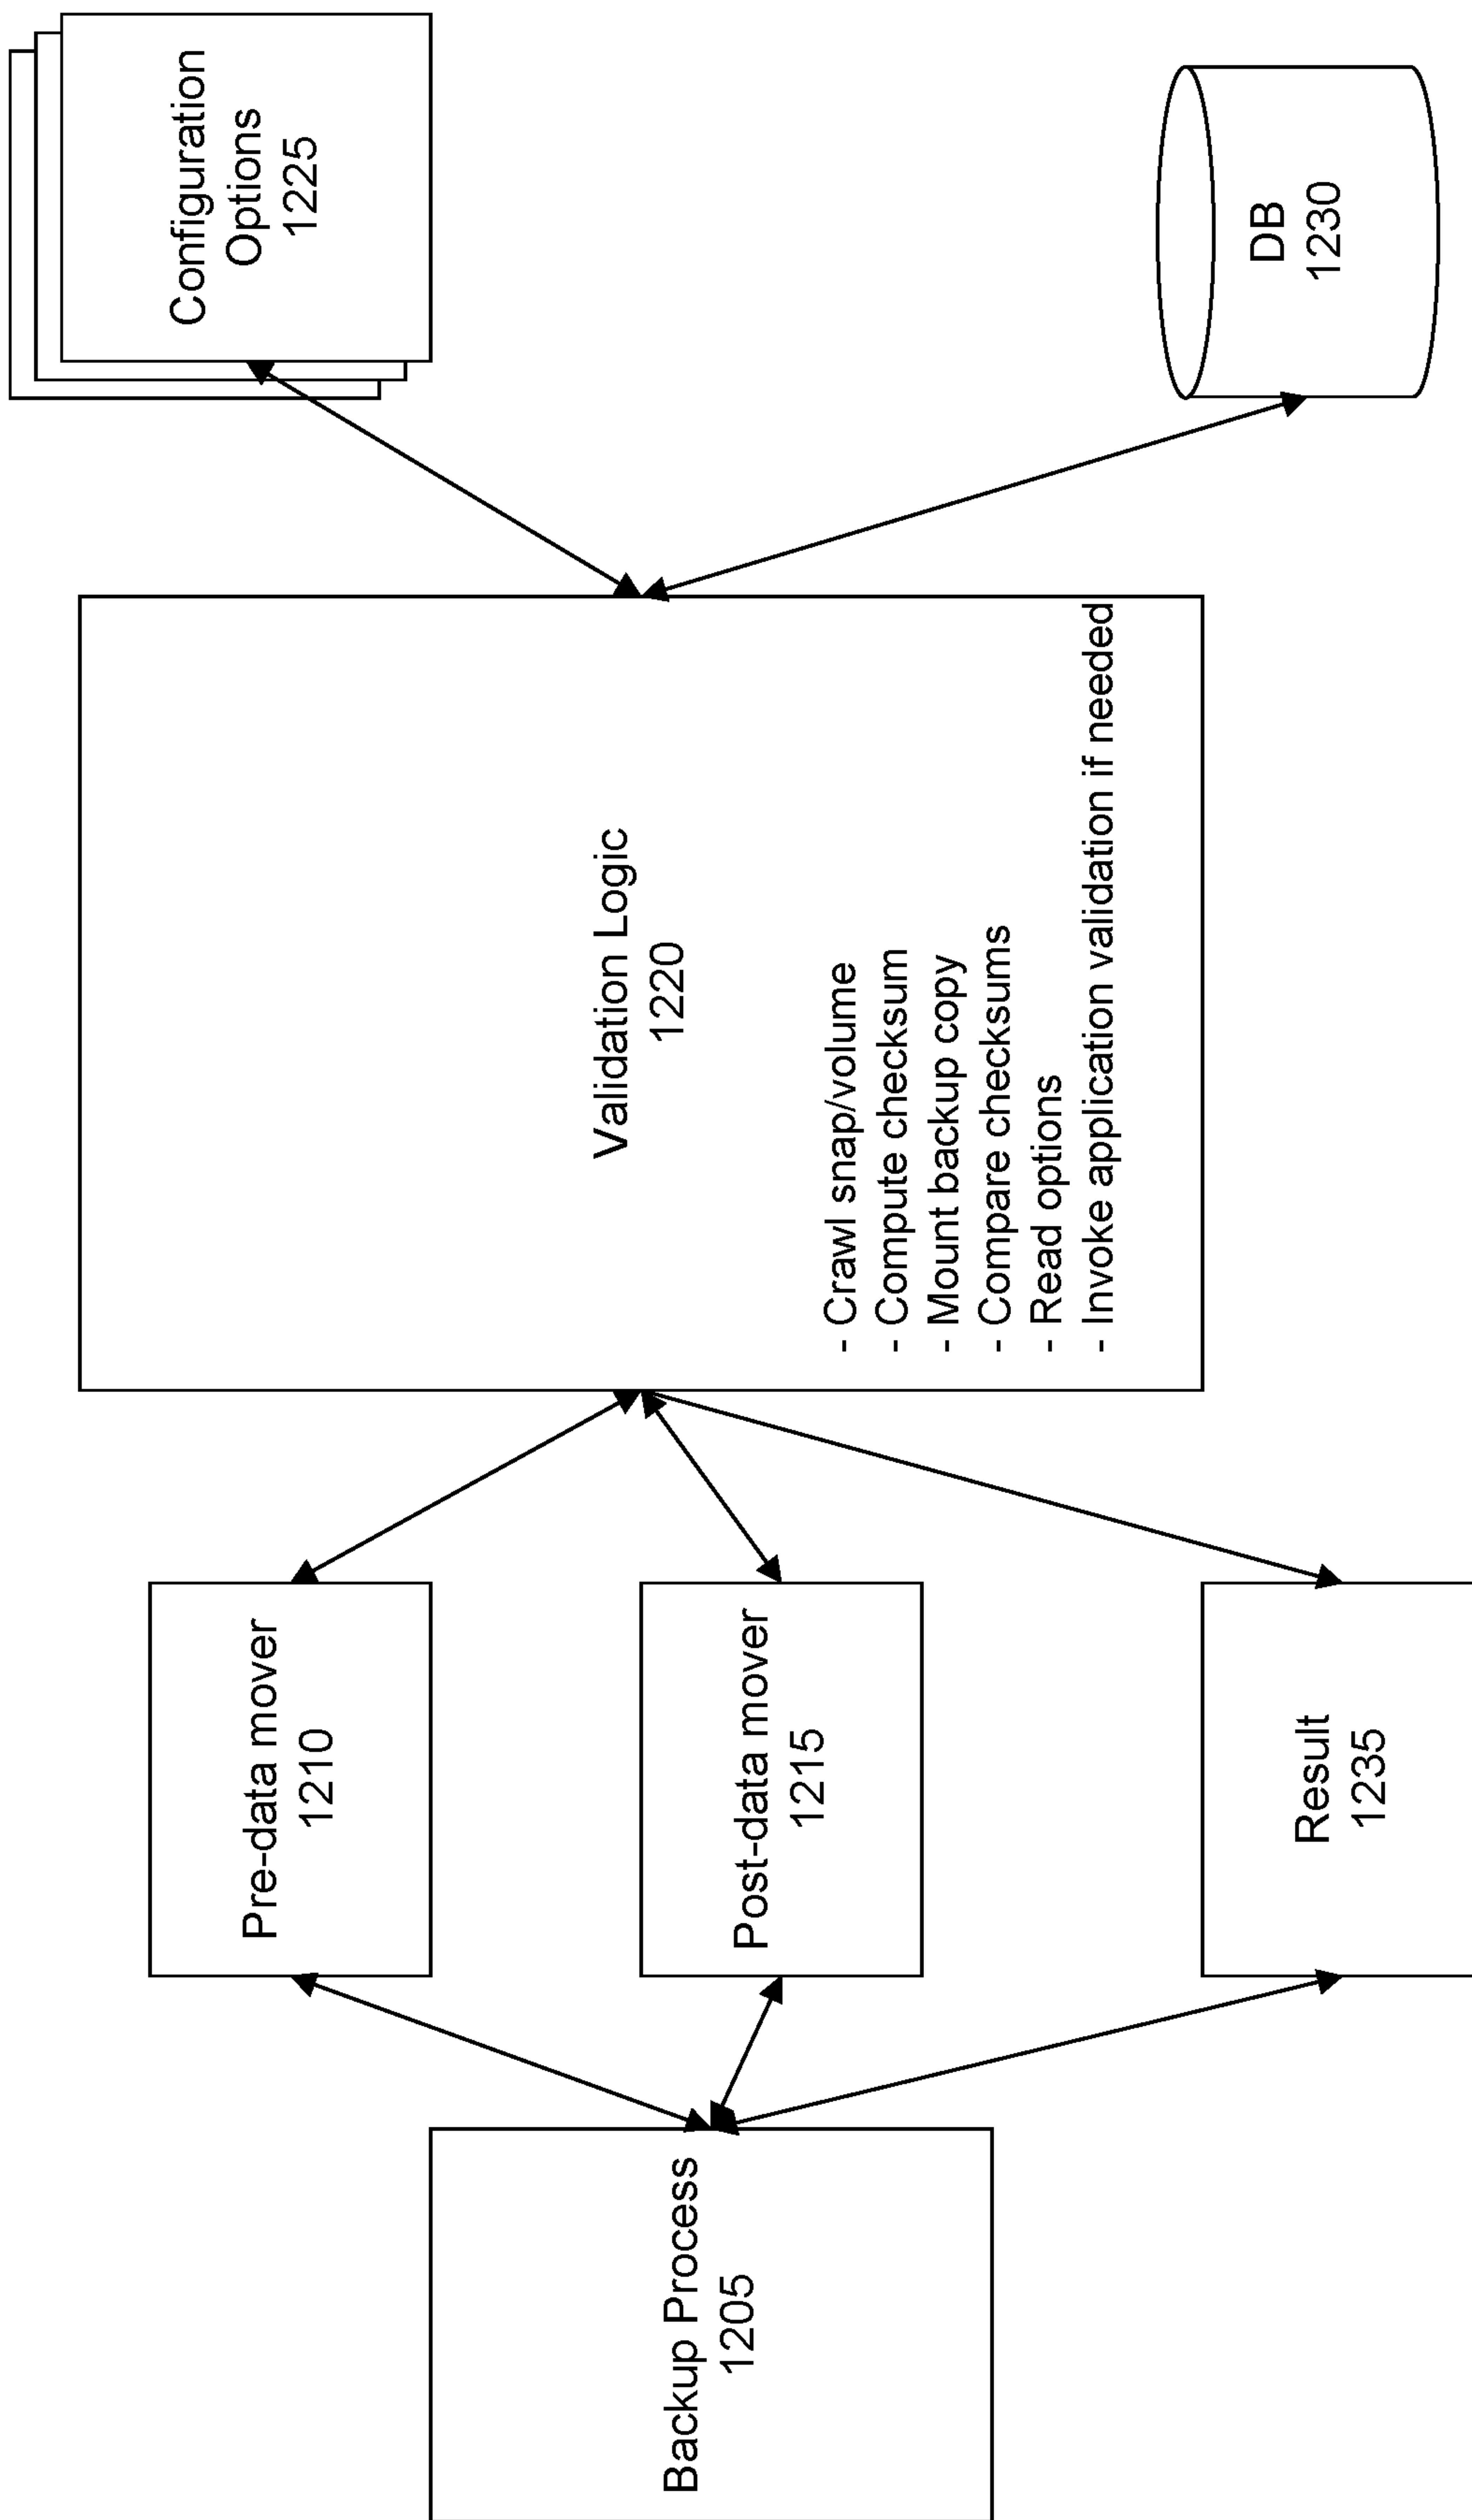 Backup Process
1205
Pre-data mover
1210
Post-data mover
1215
Result
1235
Validation Logic
1220
- Crawl snap/volume
- Compute checksum
- Mount backup copy
- Compare checksums
- Read options
- Invoke application validation if needed
Configuration
Options
1225
DB
1230